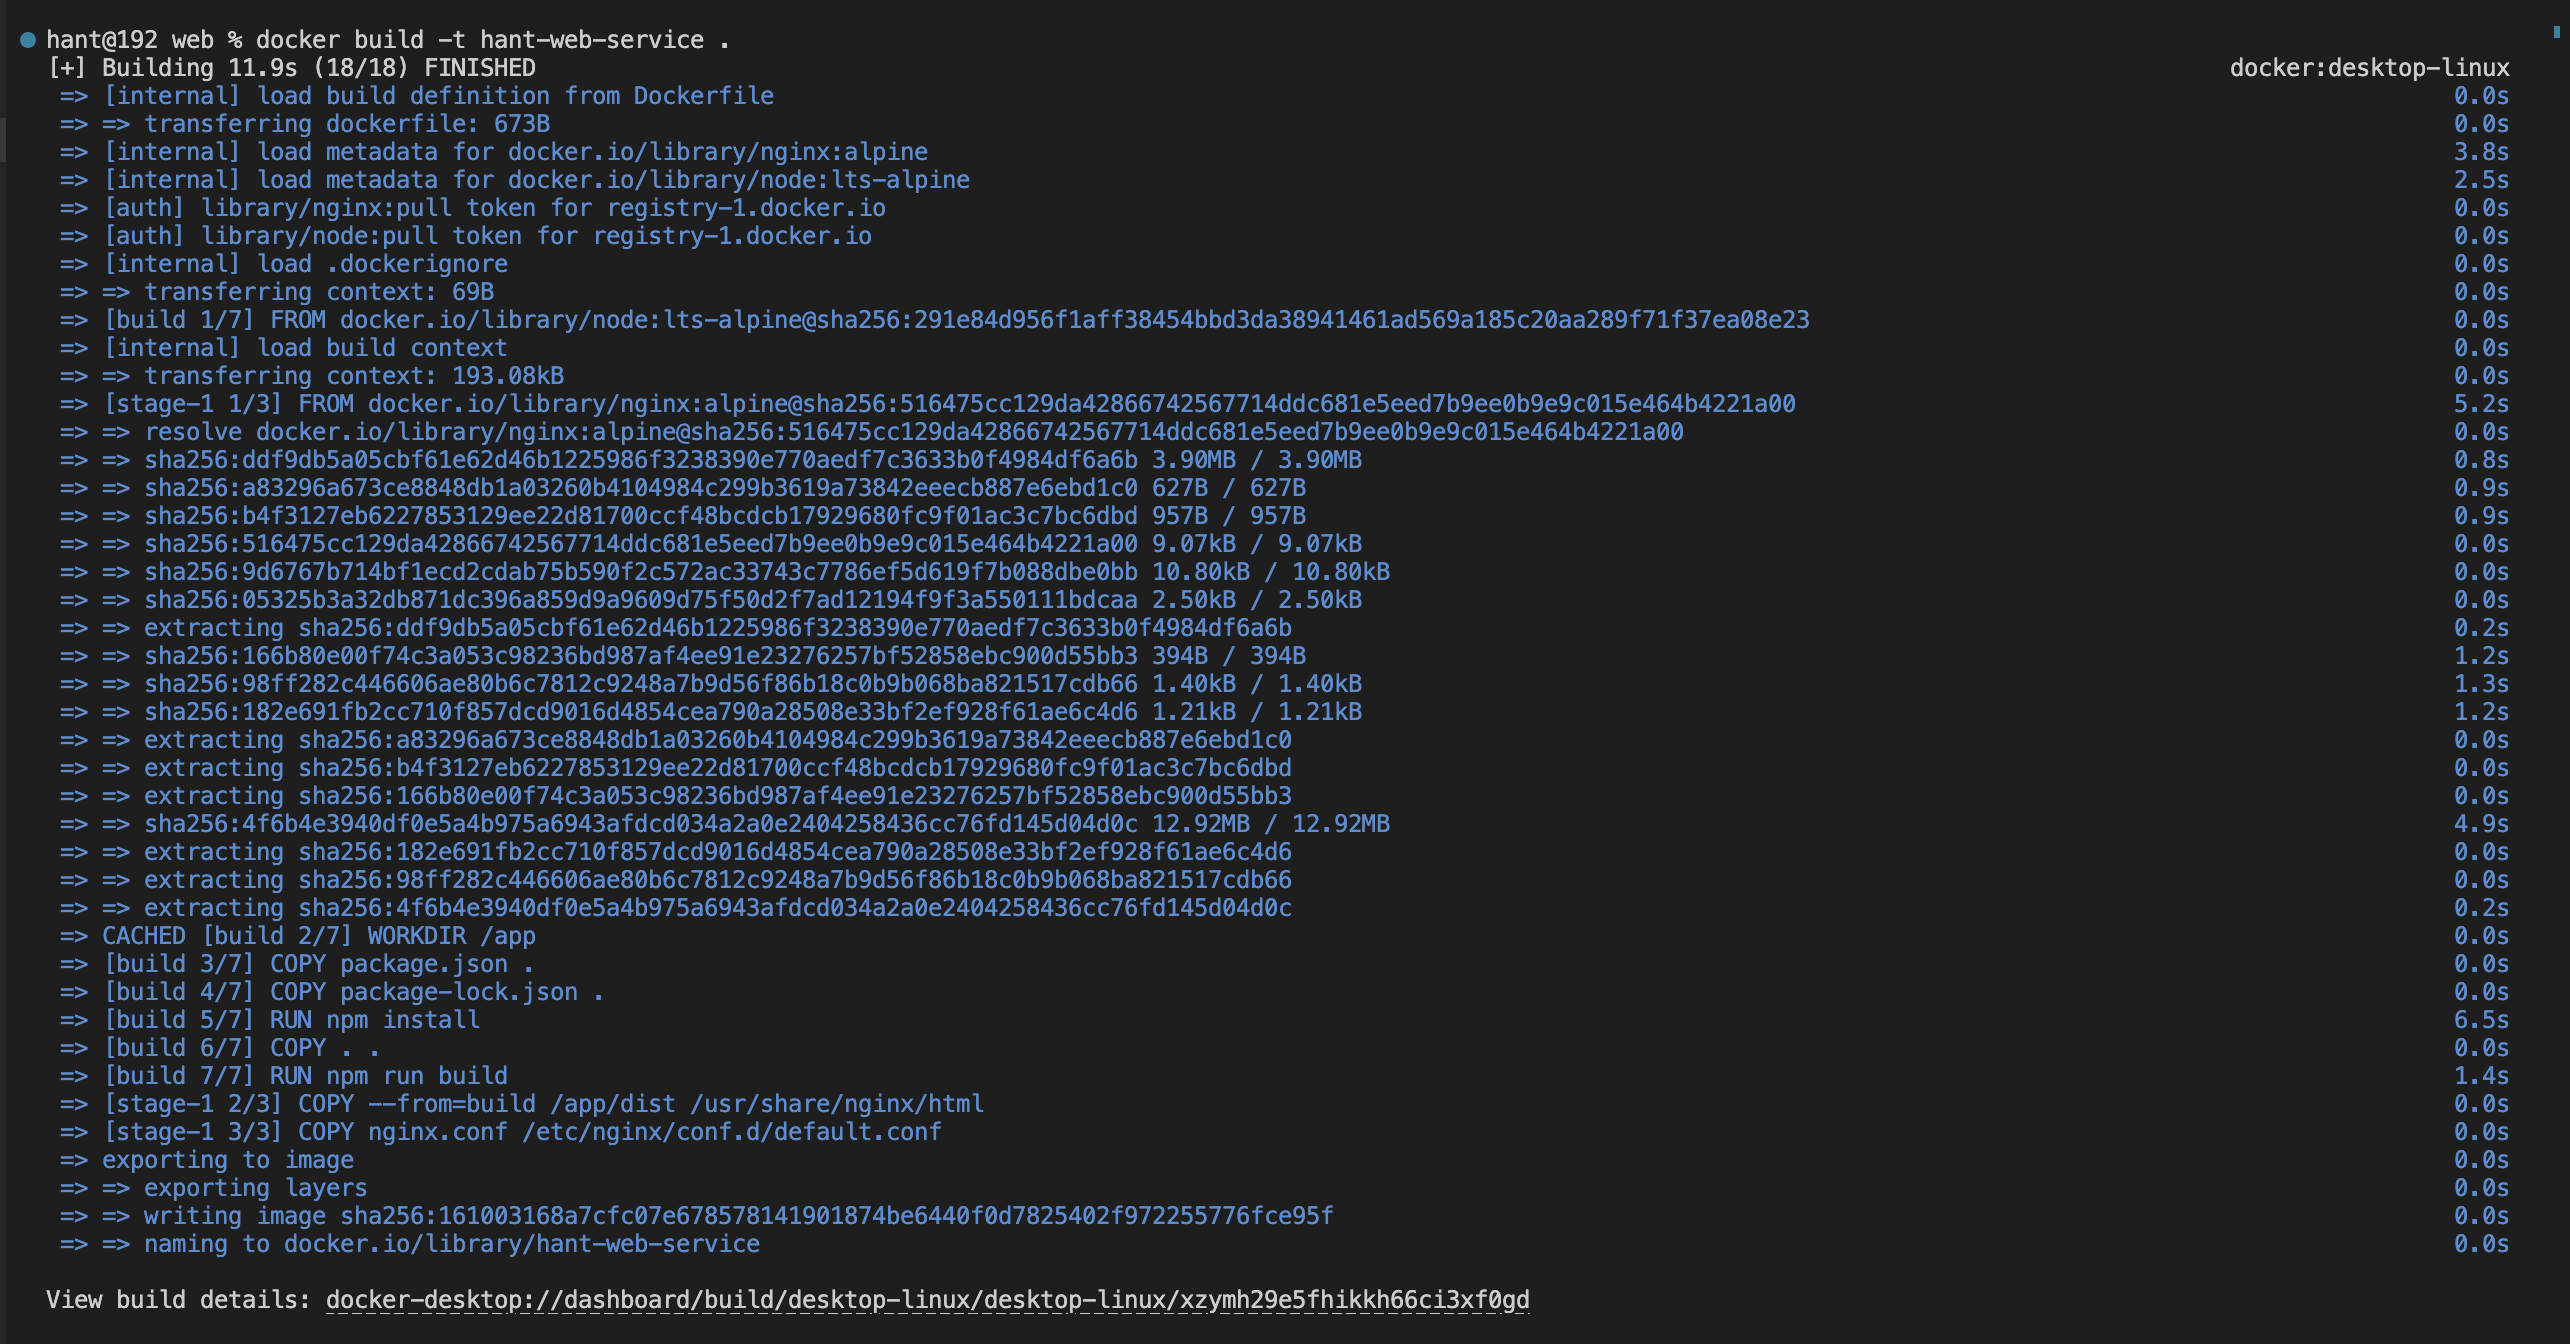 hant@192 web % docker build -t hant-web-service .
[+] Building 11.9s (18/18) FINISHED docker:desktop-linux
=> [internal] load build definition from Dockerfile 0.0s
=> => transferring dockerfile: 673B 0.0s
=> [internal] load metadata for docker.io/library/nginx:alpine 3.8s
=> [internal] load metadata for docker.io/library/node:lts-alpine 2.5s
=> [auth] library/nginx:pull token for registry-1.docker.io 0.0s
=> [auth] library/node:pull token for registry-1.docker.io 0.0s
=> [internal] load .dockerignore 0.0s
=> => transferring context: 69B 0.0s
=> [build 1/7] FROM docker.io/library/node:lts-alpine@sha256:291e84d956f1aff38454bbd3da38941461ad569a185c20aa289f71f37ea08e23 0.0s
=> [internal] load build context 0.0s
=> => transferring context: 193.08kB 0.0s
=> [stage-1 1/3] FROM docker.io/library/nginx:alpine@sha256:516475cc129da42866742567714ddc681e5eed7b9ee0b9e9c015e464b4221a00 5.2s
=> => resolve docker.io/library/nginx:alpine@sha256:516475cc129da42866742567714ddc681e5eed7b9ee0b9e9c015e464b4221a00 0.0s
=> => sha256:ddf9db5a05cbf61e62d46b1225986f3238390e770aedf7c3633b0f4984df6a6b 3.90MB / 3.90MB 0.8s
=> => sha256:a83296a673ce8848db1a03260b4104984c299b3619a73842eeecb887e6ebd1c0 627B / 627B 0.9s
=> => sha256:b4f3127eb6227853129ee22d81700ccf48bcdcb17929680fc9f01ac3c7bc6dbd 957B / 957B 0.9s
=> => sha256:516475cc129da42866742567714ddc681e5eed7b9ee0b9e9c015e464b4221a00 9.07kB / 9.07kB 0.0s
=> => sha256:9d6767b714bf1ecd2cdab75b590f2c572ac33743c7786ef5d619f7b088dbe0bb 10.80kB / 10.80kB 0.0s
=> => sha256:05325b3a32db871dc396a859d9a9609d75f50d2f7ad12194f9f3a550111bdcaa 2.50kB / 2.50kB 0.0s
=> => extracting sha256:ddf9db5a05cbf61e62d46b1225986f3238390e770aedf7c3633b0f4984df6a6b 0.2s
=> => sha256:166b80e00f74c3a053c98236bd987af4ee91e23276257bf52858ebc900d55bb3 394B / 394B 1.2s
=> => sha256:98ff282c446606ae80b6c7812c9248a7b9d56f86b18c0b9b068ba821517cdb66 1.40kB / 1.40kB 1.3s
=> => sha256:182e691fb2cc710f857dcd9016d4854cea790a28508e33bf2ef928f61ae6c4d6 1.21kB / 1.21kB 1.2s
=> => extracting sha256:a83296a673ce8848db1a03260b4104984c299b3619a73842eeecb887e6ebd1c0 0.0s
=> => extracting sha256:b4f3127eb6227853129ee22d81700ccf48bcdcb17929680fc9f01ac3c7bc6dbd 0.0s
=> => extracting sha256:166b80e00f74c3a053c98236bd987af4ee91e23276257bf52858ebc900d55bb3 0.0s
=> => sha256:4f6b4e3940df0e5a4b975a6943afdcd034a2a0e2404258436cc76fd145d04d0c 12.92MB / 12.92MB 4.9s
=> => extracting sha256:182e691fb2cc710f857dcd9016d4854cea790a28508e33bf2ef928f61ae6c4d6 0.0s
=> => extracting sha256:98ff282c446606ae80b6c7812c9248a7b9d56f86b18c0b9b068ba821517cdb66 0.0s
=> => extracting sha256:4f6b4e3940df0e5a4b975a6943afdcd034a2a0e2404258436cc76fd145d04d0c 0.2s
=> CACHED [build 2/7] WORKDIR /app 0.0s
=> [build 3/7] COPY package.json . 0.0s
=> [build 4/7] COPY package-lock.json . 0.0s
=> [build 5/7] RUN npm install 6.5s
=> [build 6/7] COPY . . 0.0s
=> [build 7/7] RUN npm run build 1.4s
=> [stage-1 2/3] COPY --from=build /app/dist /usr/share/nginx/html 0.0s
=> [stage-1 3/3] COPY nginx.conf /etc/nginx/conf.d/default.conf 0.0s
=> exporting to image 0.0s
=> => exporting layers 0.0s
=> => writing image sha256:161003168a7cfc07e678578141901874be6440f0d7825402f972255776fce95f 0.0s
=> => naming to docker.io/library/hant-web-service 0.0s
View build details: docker-desktop://dashboard/build/desktop-linux/desktop-linux/xzymh29e5fhikkh66ci3xf0gd